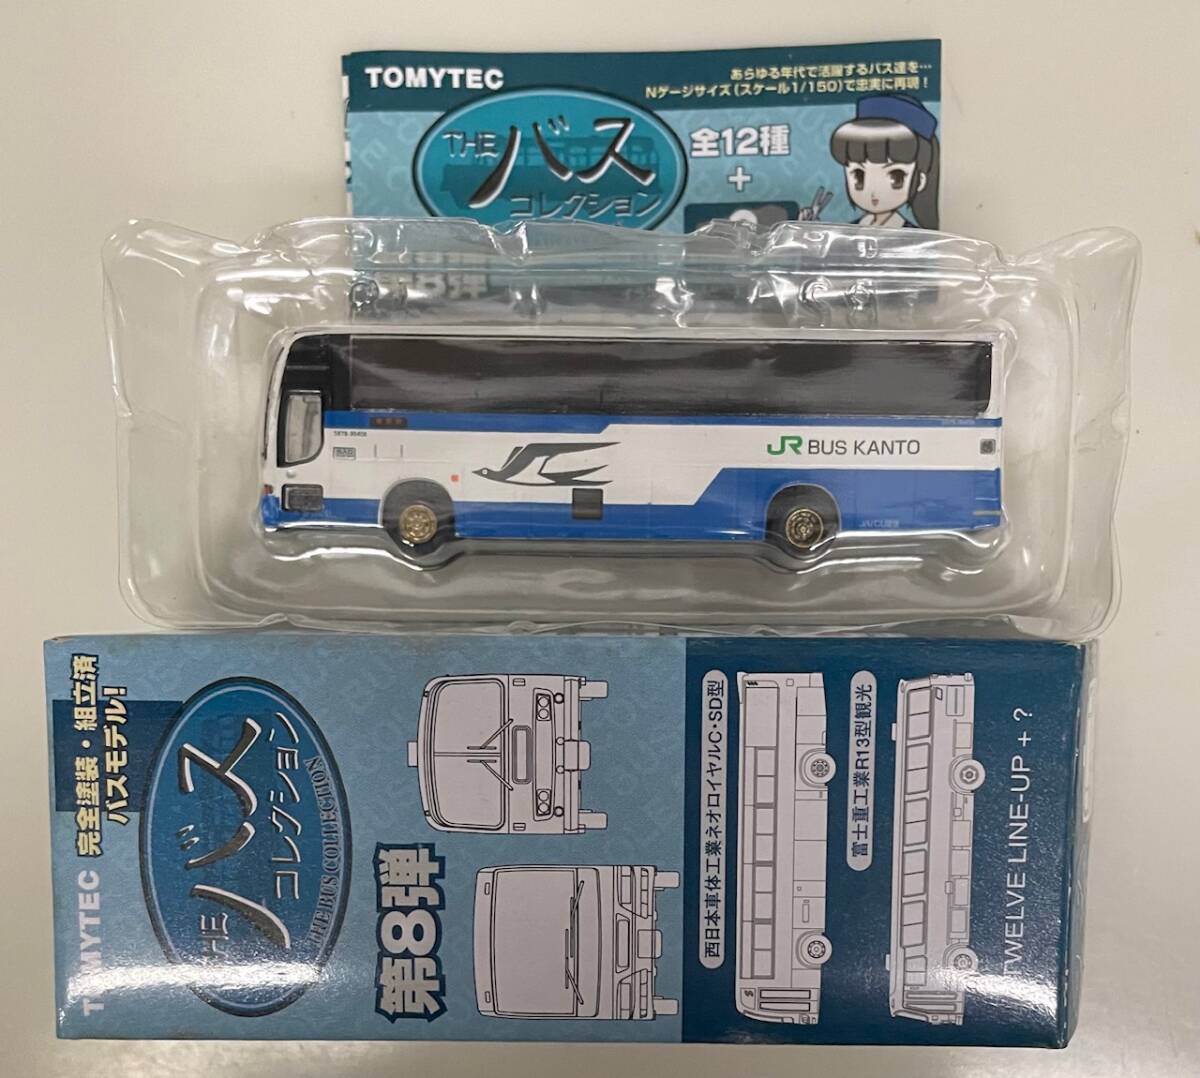 TOMYTEC
あらゆる年代で活躍するバス達を…
Nゲージサイズ(スケール1/150)で忠実に再現！
THE バス
コレクション
全12種
+
第8弾
JR BUS KANTO
TOMYTEC
完全塗装・組立済
バスモデル！
THE バス
コレクション
THE BUS COLLECTION
第8弾
西日本車体工業ネオロイヤルC・SD型
富士重工業R13型観光
TWELVE LINE-UP + ?